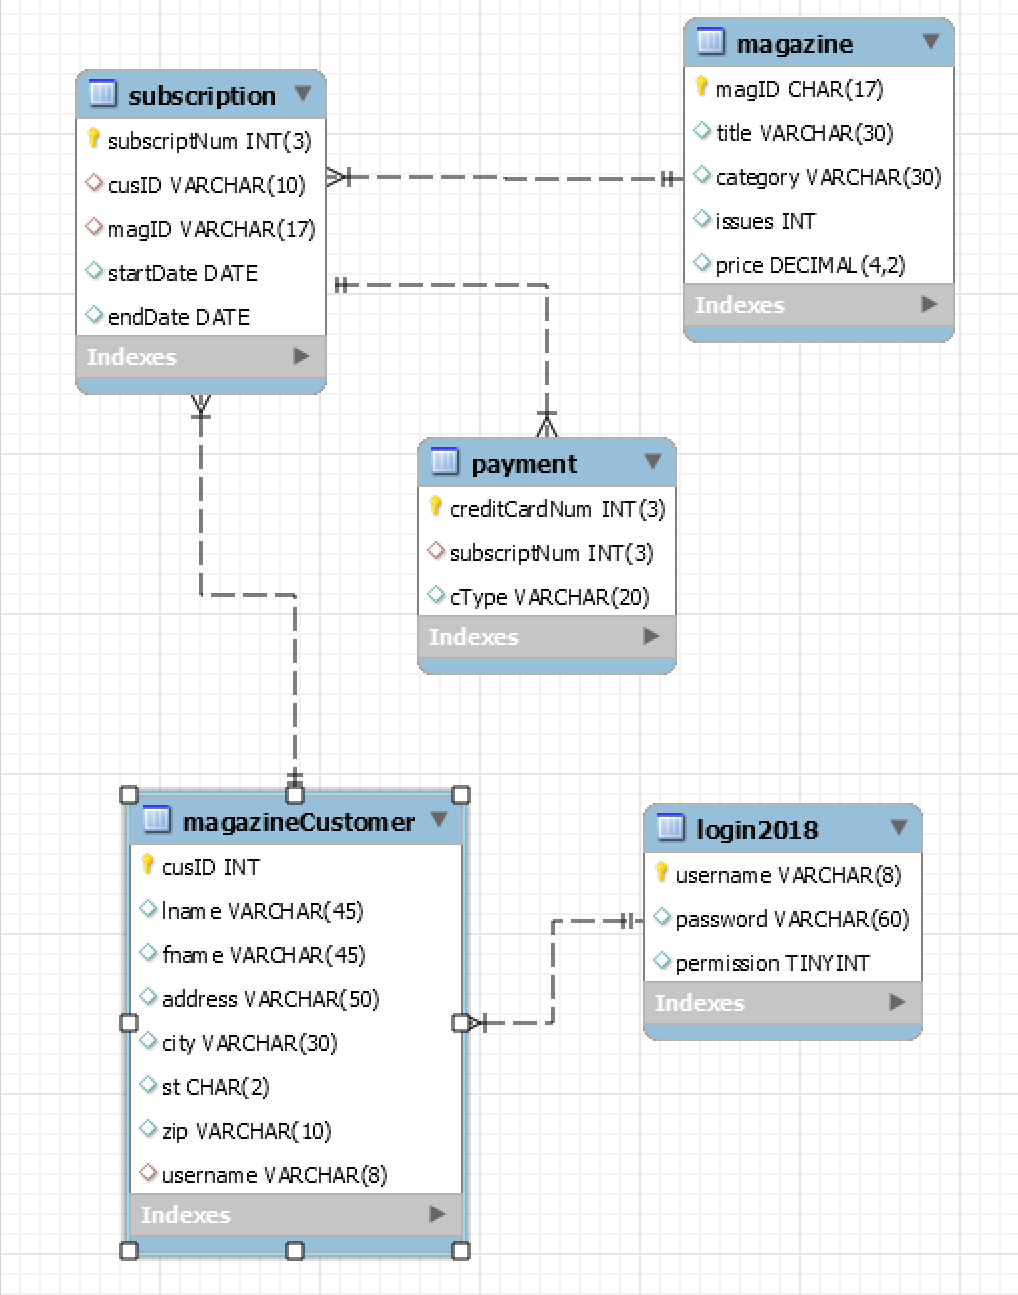 subscription
subscriptNum INT(3)
cusID VARCHAR(10)
magID VARCHAR(17)
startDate DATE
endDate DATE
Indexes
magazine
magID CHAR(17)
title VARCHAR(30)
category VARCHAR(30)
issues INT
price DECIMAL(4,2)
Indexes
payment
creditCardNum INT(3)
subscriptNum INT(3)
cType VARCHAR(20)
Indexes
magazineCustomer
cusID INT
lname VARCHAR(45)
fname VARCHAR(45)
address VARCHAR(50)
city VARCHAR(30)
st CHAR(2)
zip VARCHAR(10)
username VARCHAR(8)
Indexes
login2018
username VARCHAR(8)
password VARCHAR(60)
permission TINYINT
Indexes